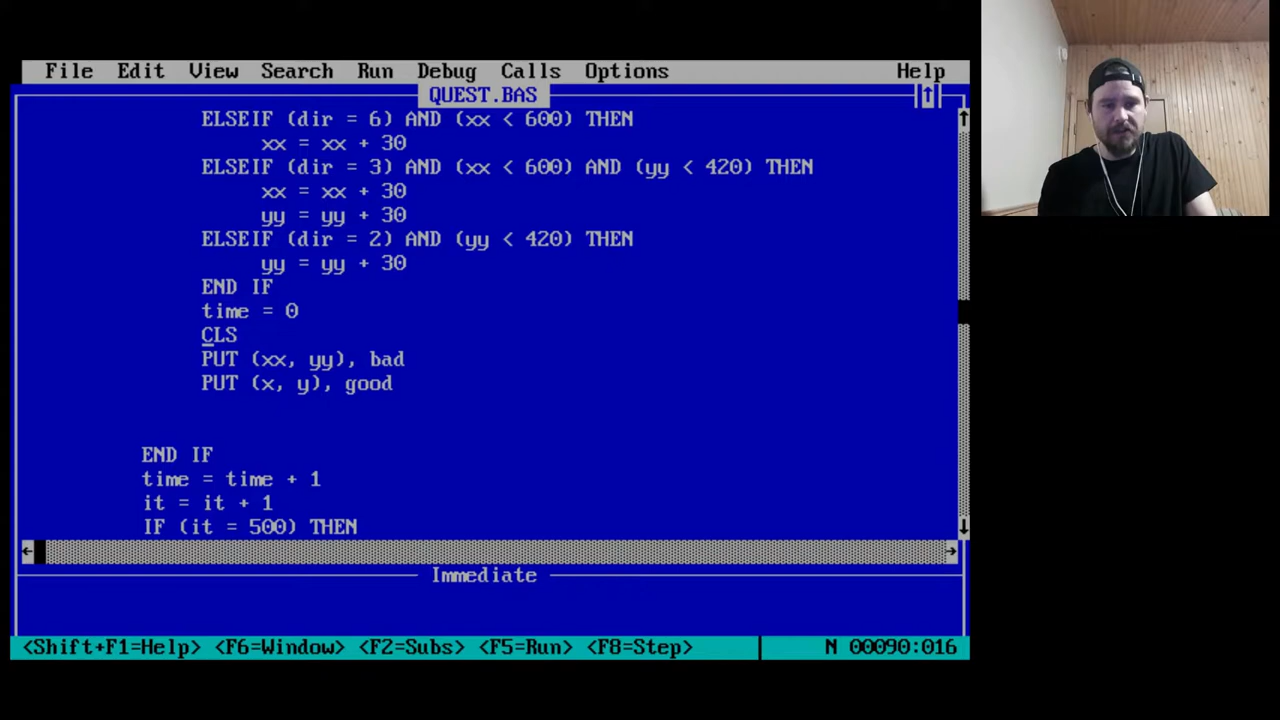 File Edit View Search Run Debug Calls Options Help
QUEST.BAS
ELSEIF (dir = 6) AND (xx < 600) THEN
xx = xx + 30
ELSEIF (dir = 3) AND (xx < 600) AND (yy < 420) THEN
xx = xx + 30
yy = yy + 30
ELSEIF (dir = 2) AND (yy < 420) THEN
yy = yy + 30
END IF
time = 0
CLS
PUT (xx, yy), bad
PUT (x, y), good
END IF
time = time + 1
it = it + 1
IF (it = 500) THEN
Immediate
<Shift+F1=Help> <F6=Window> <F2=Subs> <F5=Run> <F8=Step> N 00090:016